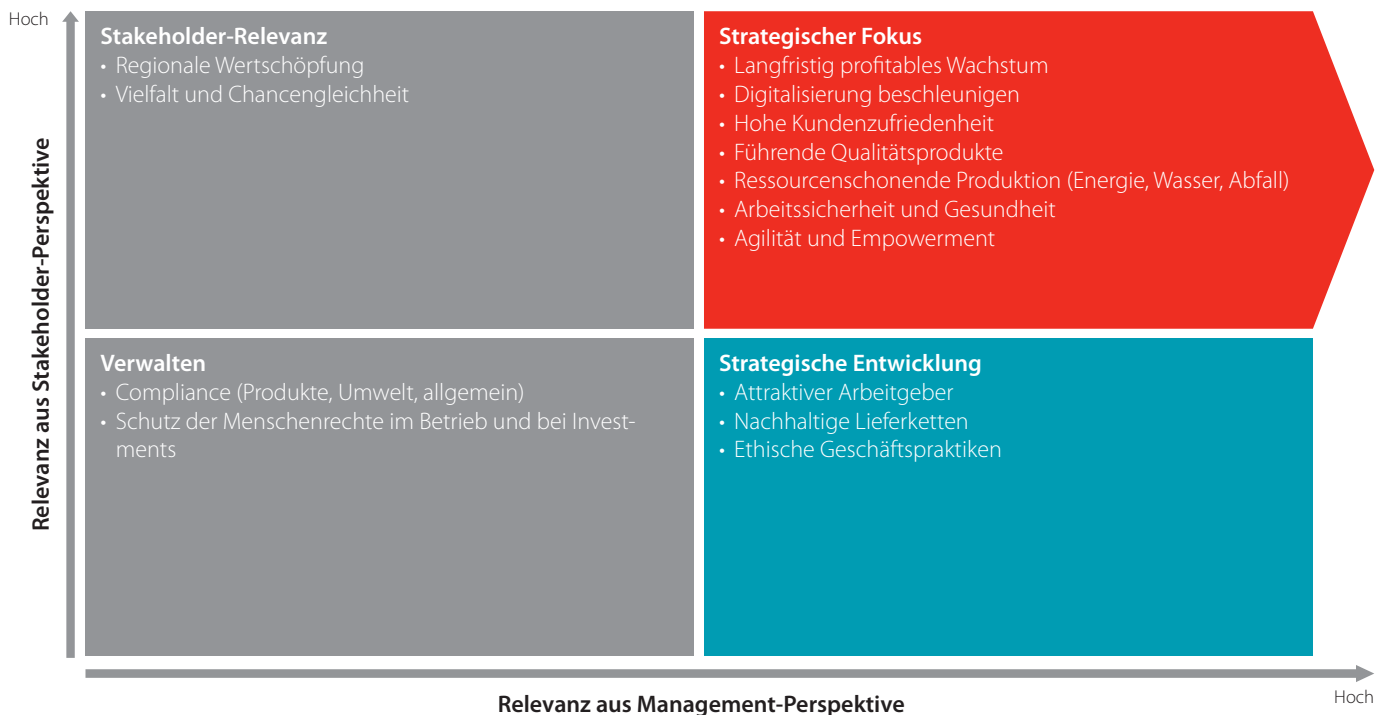 Hoch
Relevanz aus Stakeholder-Perspektive
Stakeholder-Relevanz
• Regionale Wertschöpfung
• Vielfalt und Chancengleichheit
Strategischer Fokus
• Langfristig profitables Wachstum
• Digitalisierung beschleunigen
• Hohe Kundenzufriedenheit
• Führende Qualitätsprodukte
• Ressourcenschonende Produktion (Energie, Wasser, Abfall)
• Arbeitssicherheit und Gesundheit
• Agilität und Empowerment
Verwalten
• Compliance (Produkte, Umwelt, allgemein)
• Schutz der Menschenrechte im Betrieb und bei Invest-
ments
Strategische Entwicklung
• Attraktiver Arbeitgeber
• Nachhaltige Lieferketten
• Ethische Geschäftspraktiken
Relevanz aus Management-Perspektive
Hoch